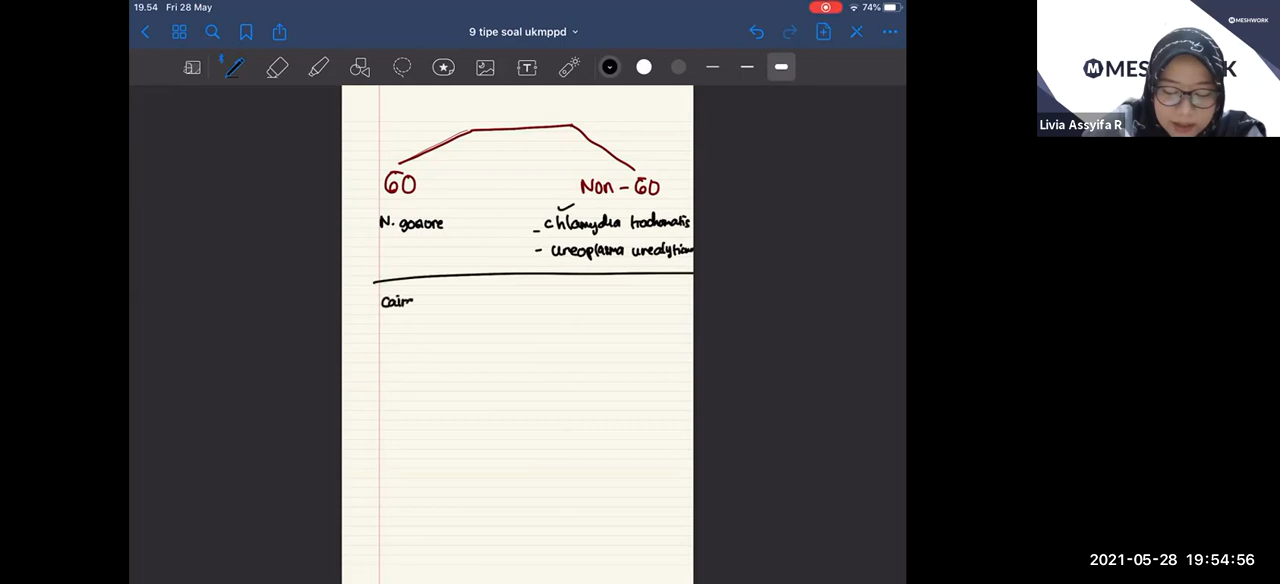 19.54 Fri 28 May
74%
9 tipe soal ukmppd
MESHWORK
Livia Assyifa R
GO
Non - GO
N. gonore
- chlamydia trachomatis
- ureoplasma urealyticum
Cair
2021-05-28 19:54:56